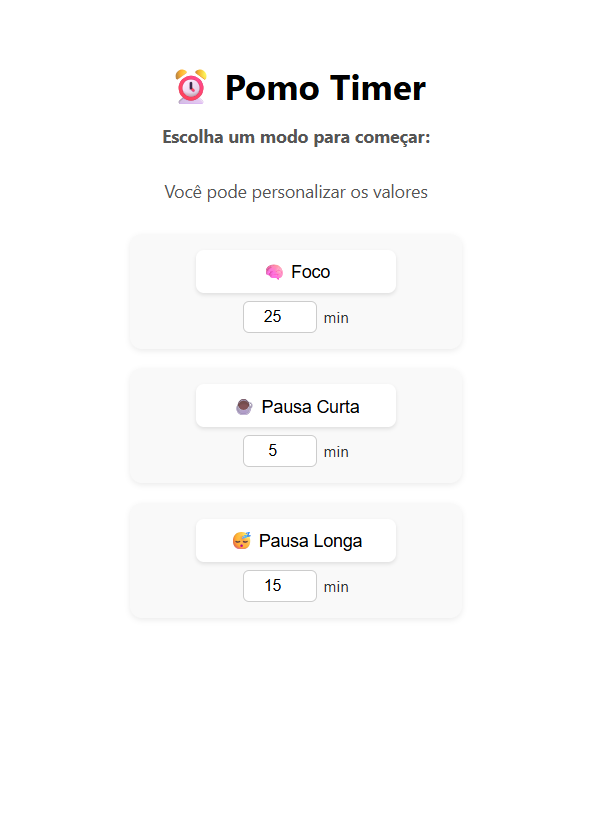 ⏰ Pomo Timer
Escolha um modo para começar:
Você pode personalizar os valores
🧠 Foco
25 min
☕ Pausa Curta
5 min
😴 Pausa Longa
15 min